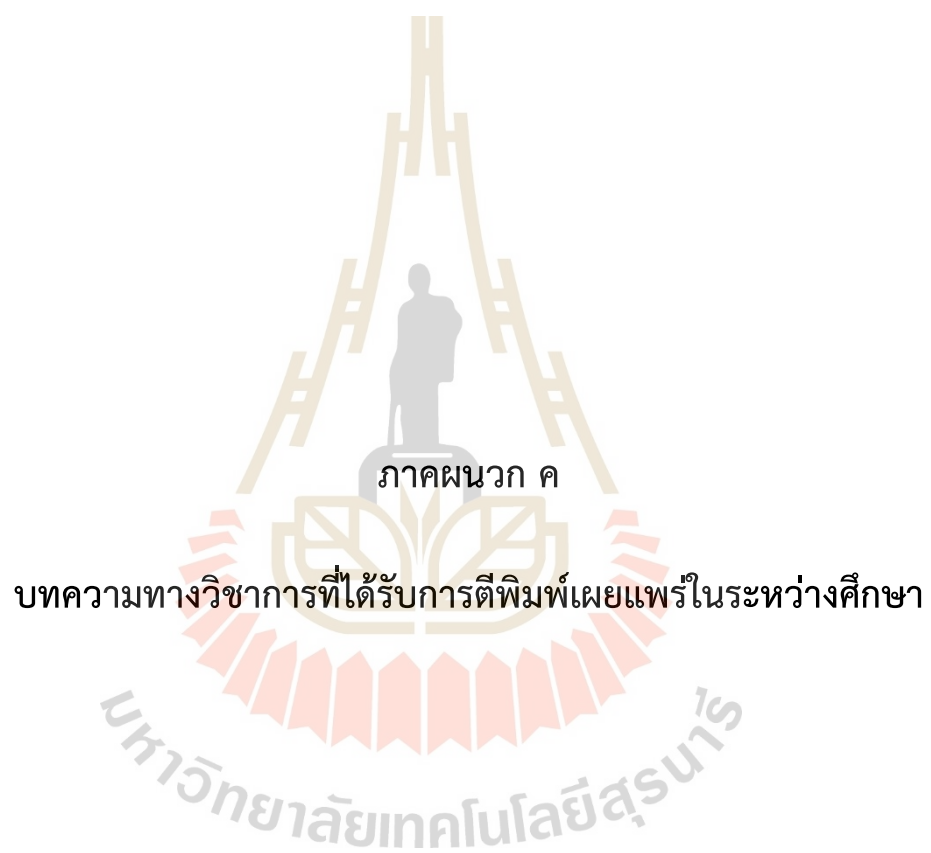 ภาคผนวก ค
บทความทางวิชาการที่ได้รับการตีพิมพ์เผยแพร่ในระหว่างศึกษา
มหาวิทยาลัยเทคโนโลยีสุรนารี